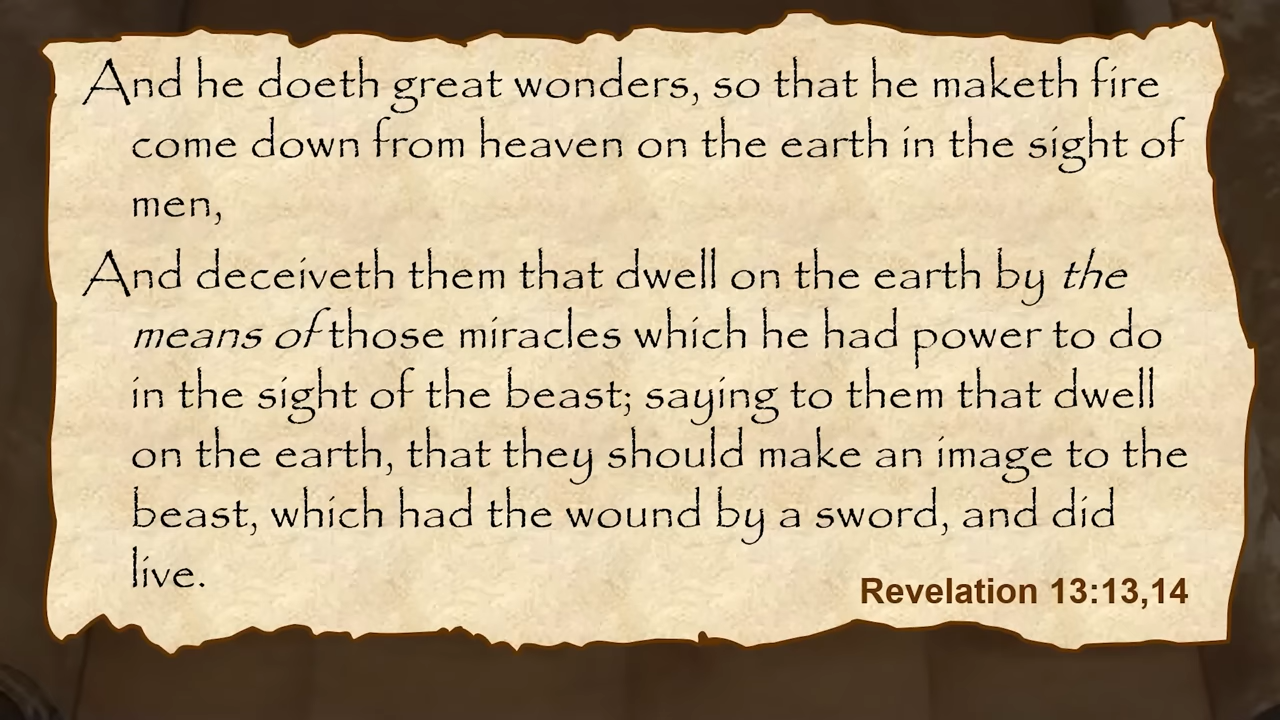 And he doeth great wonders, so that he maketh fire
come down from heaven on the earth in the sight of
men,
And deceiveth them that dwell on the earth by the
means of those miracles which he had power to do
in the sight of the beast; saying to them that dwell
on the earth, that they should make an image to the
beast, which had the wound by a sword, and did
live.
Revelation 13:13,14